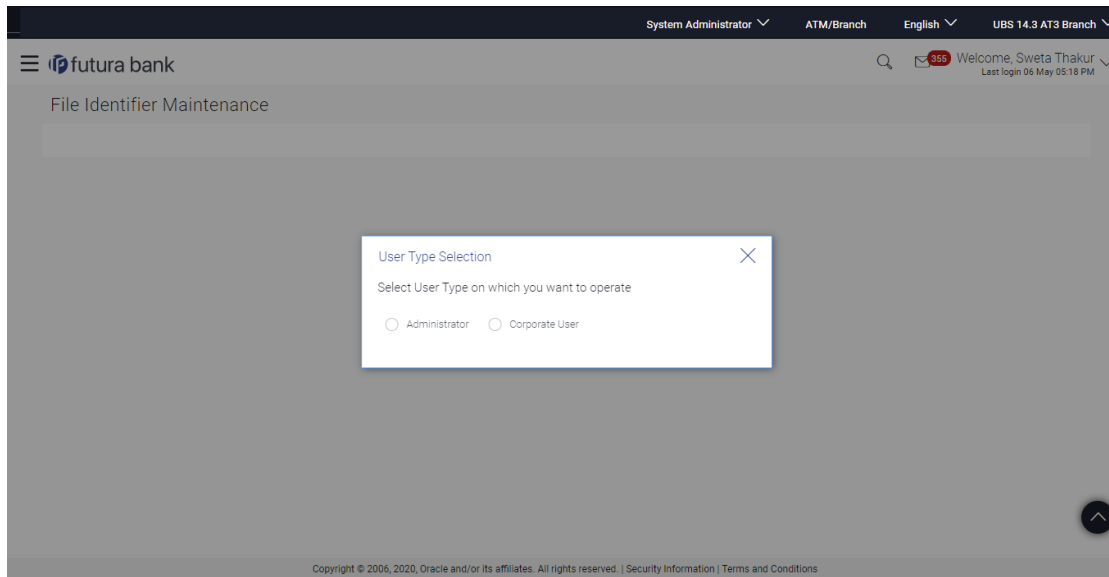 System Administrator ATM/Branch English UBS 14.3 AT3 Branch
futura bank 355 Welcome, Sweta Thakur
Last login 06 May 05:18 PM
File Identifier Maintenance
User Type Selection
Select User Type on which you want to operate
Administrator Corporate User
Copyright © 2006, 2020, Oracle and/or its affiliates. All rights reserved. | Security Information | Terms and Conditions